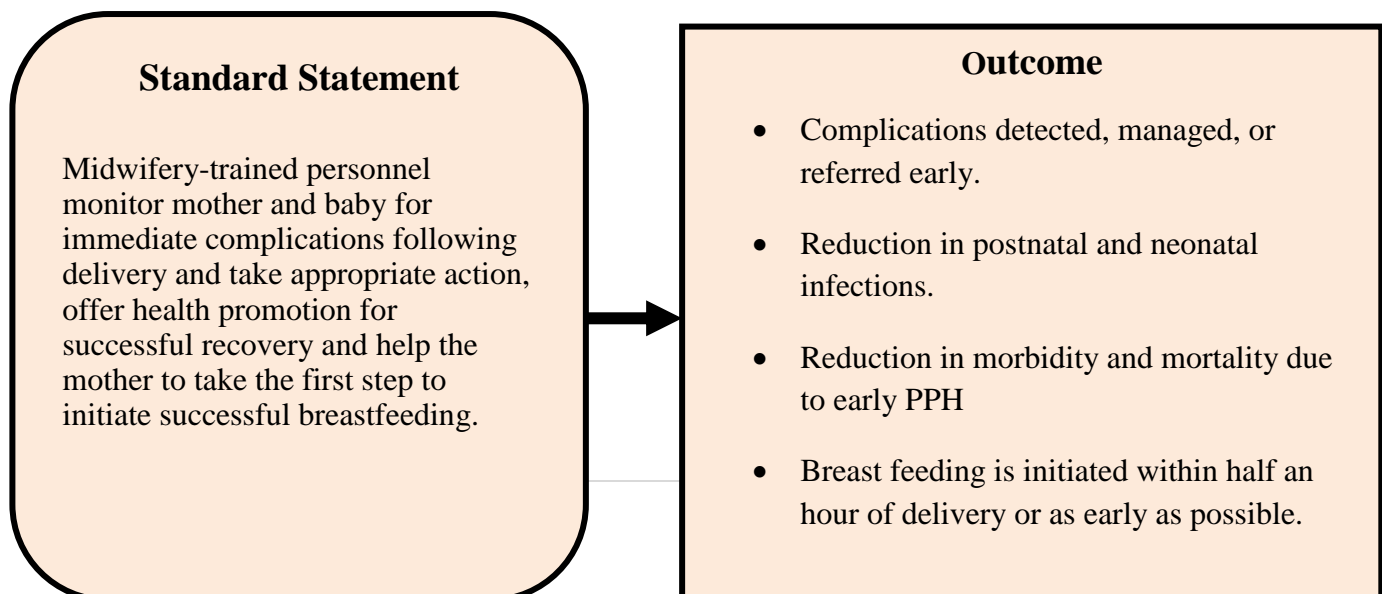 Standard Statement
Midwifery-trained personnel
monitor mother and baby for
immediate complications following
delivery and take appropriate action,
offer health promotion for
successful recovery and help the
mother to take the first step to
initiate successful breastfeeding.
Outcome
• Complications detected, managed, or
referred early.
• Reduction in postnatal and neonatal
infections.
• Reduction in morbidity and mortality due
to early PPH
• Breast feeding is initiated within half an
hour of delivery or as early as possible.